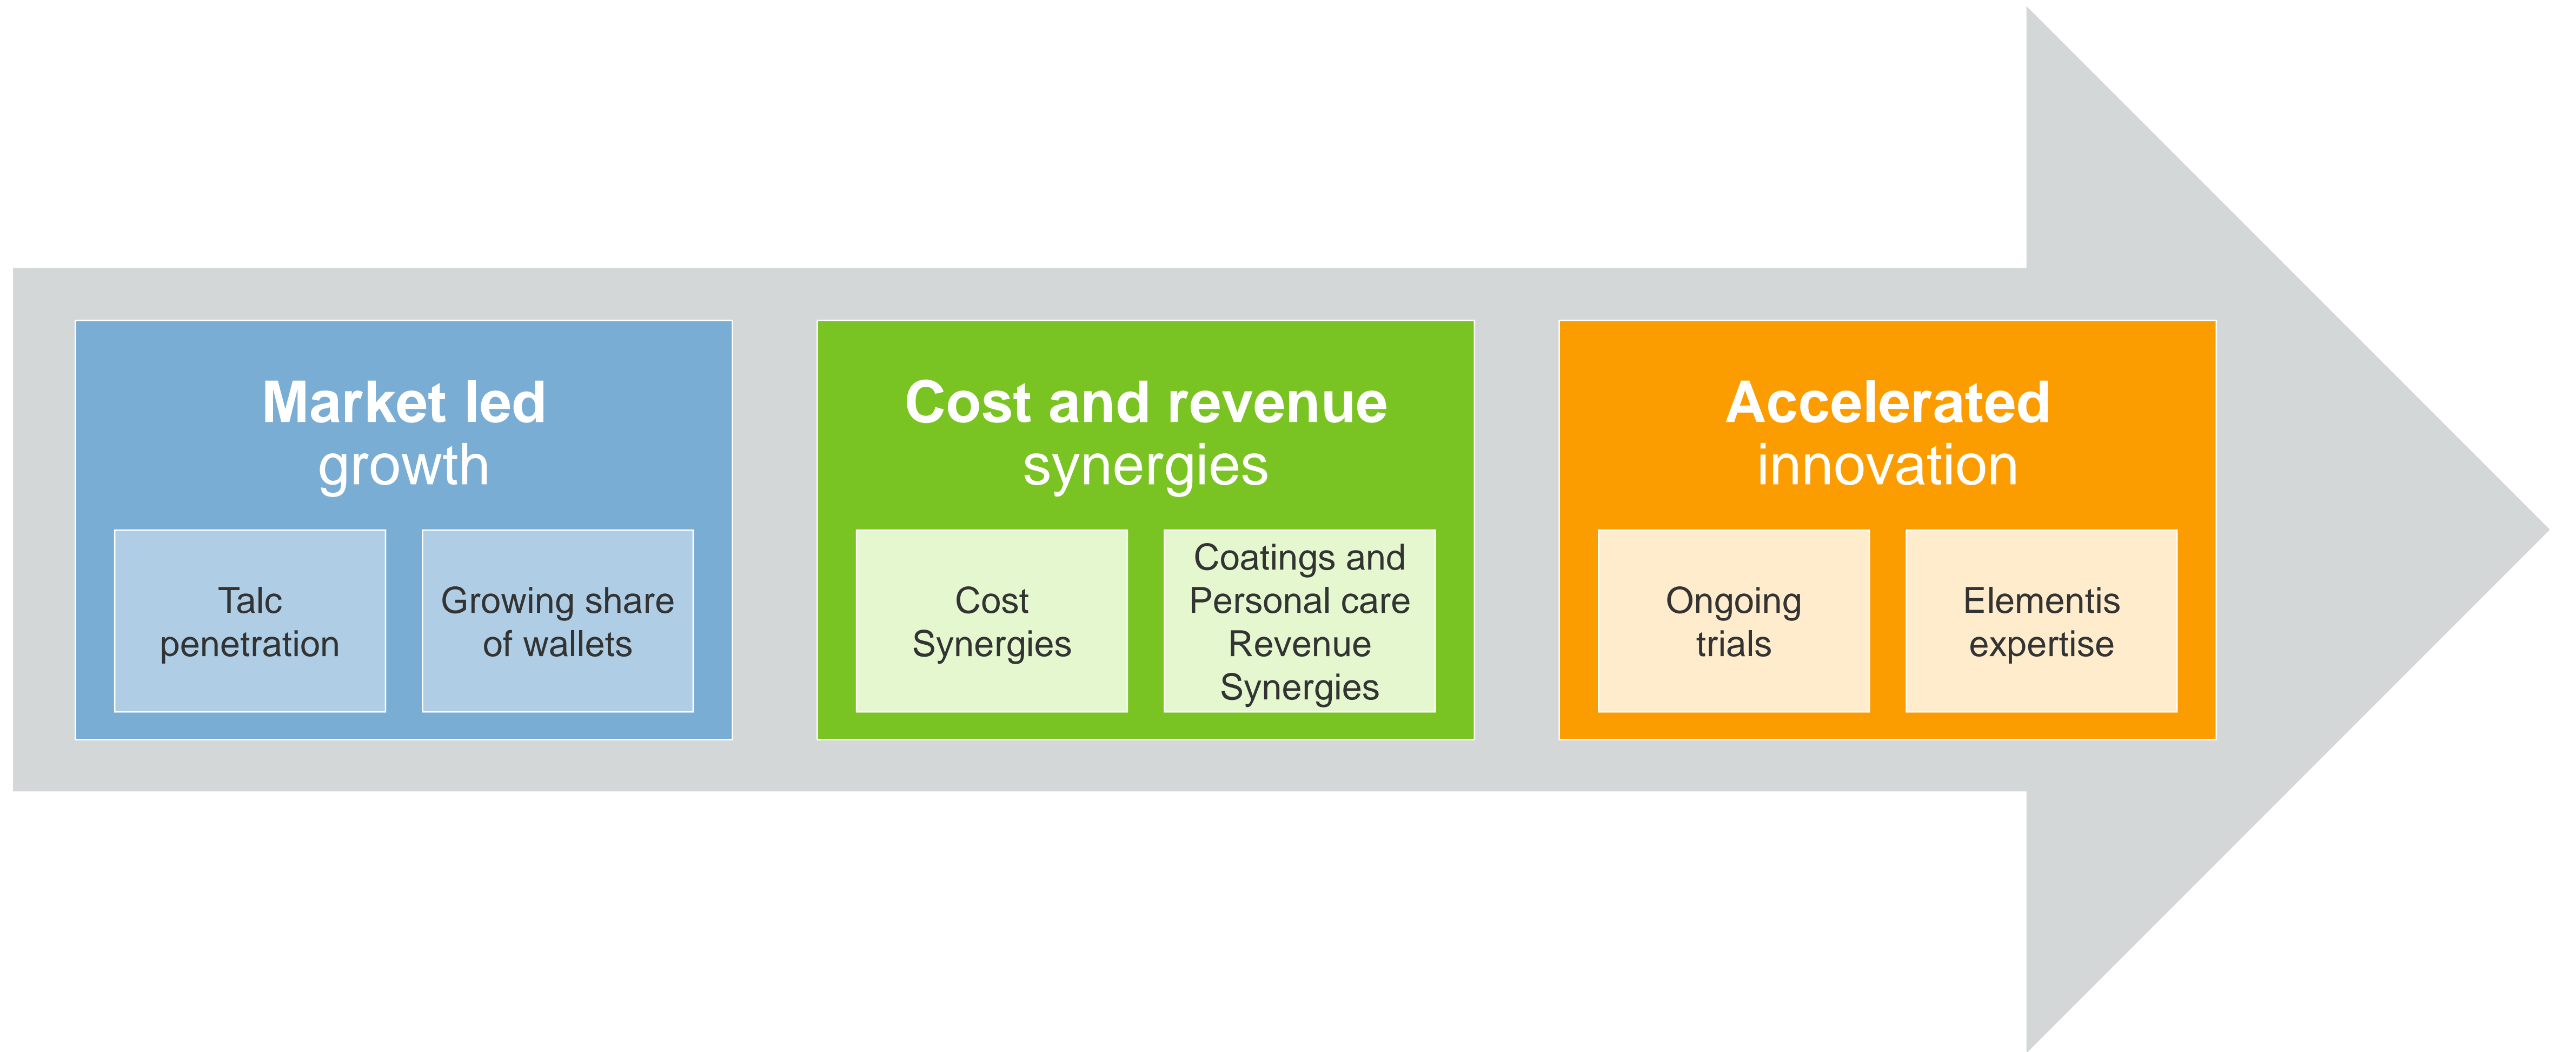 Market led
growth
Talc
penetration
Growing share
of wallets
Cost and revenue
synergies
Cost
Synergies
Coatings and
Personal care
Revenue
Synergies
Accelerated
innovation
Ongoing
trials
Elementis
expertise